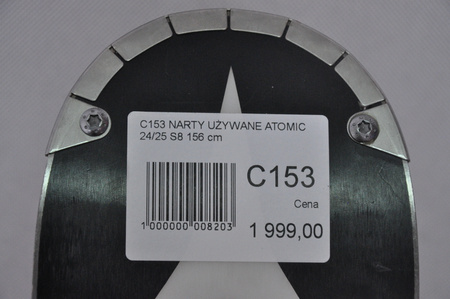 C153 NARTY UŻYWANE ATOMIC
24/25 S8 156 cm
C153
Cena
1 000000 008203
1 999,00